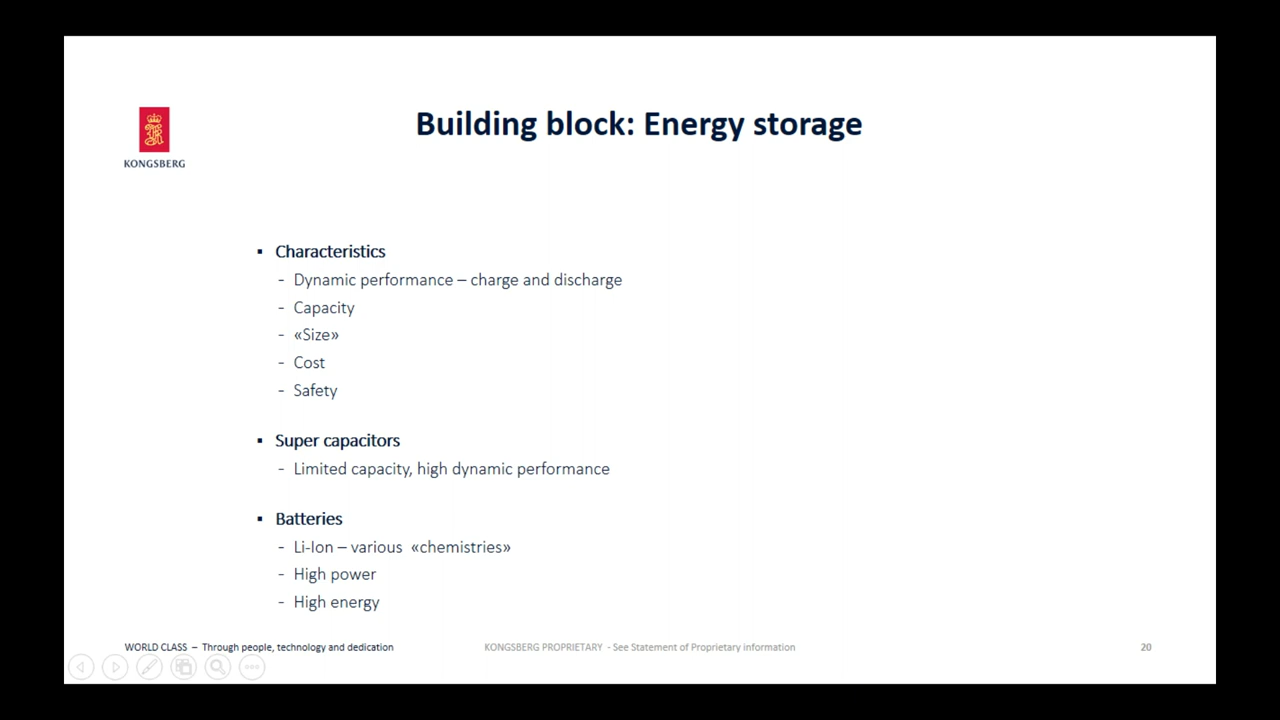 Building block: Energy storage
KONGSBERG
▪ Characteristics
- Dynamic performance – charge and discharge
- Capacity
- «Size»
- Cost
- Safety
▪ Super capacitors
- Limited capacity, high dynamic performance
▪ Batteries
- Li-Ion – various «chemistries»
- High power
- High energy
WORLD CLASS – Through people, technology and dedication
KONGSBERG PROPRIETARY - See Statement of Proprietary information
20